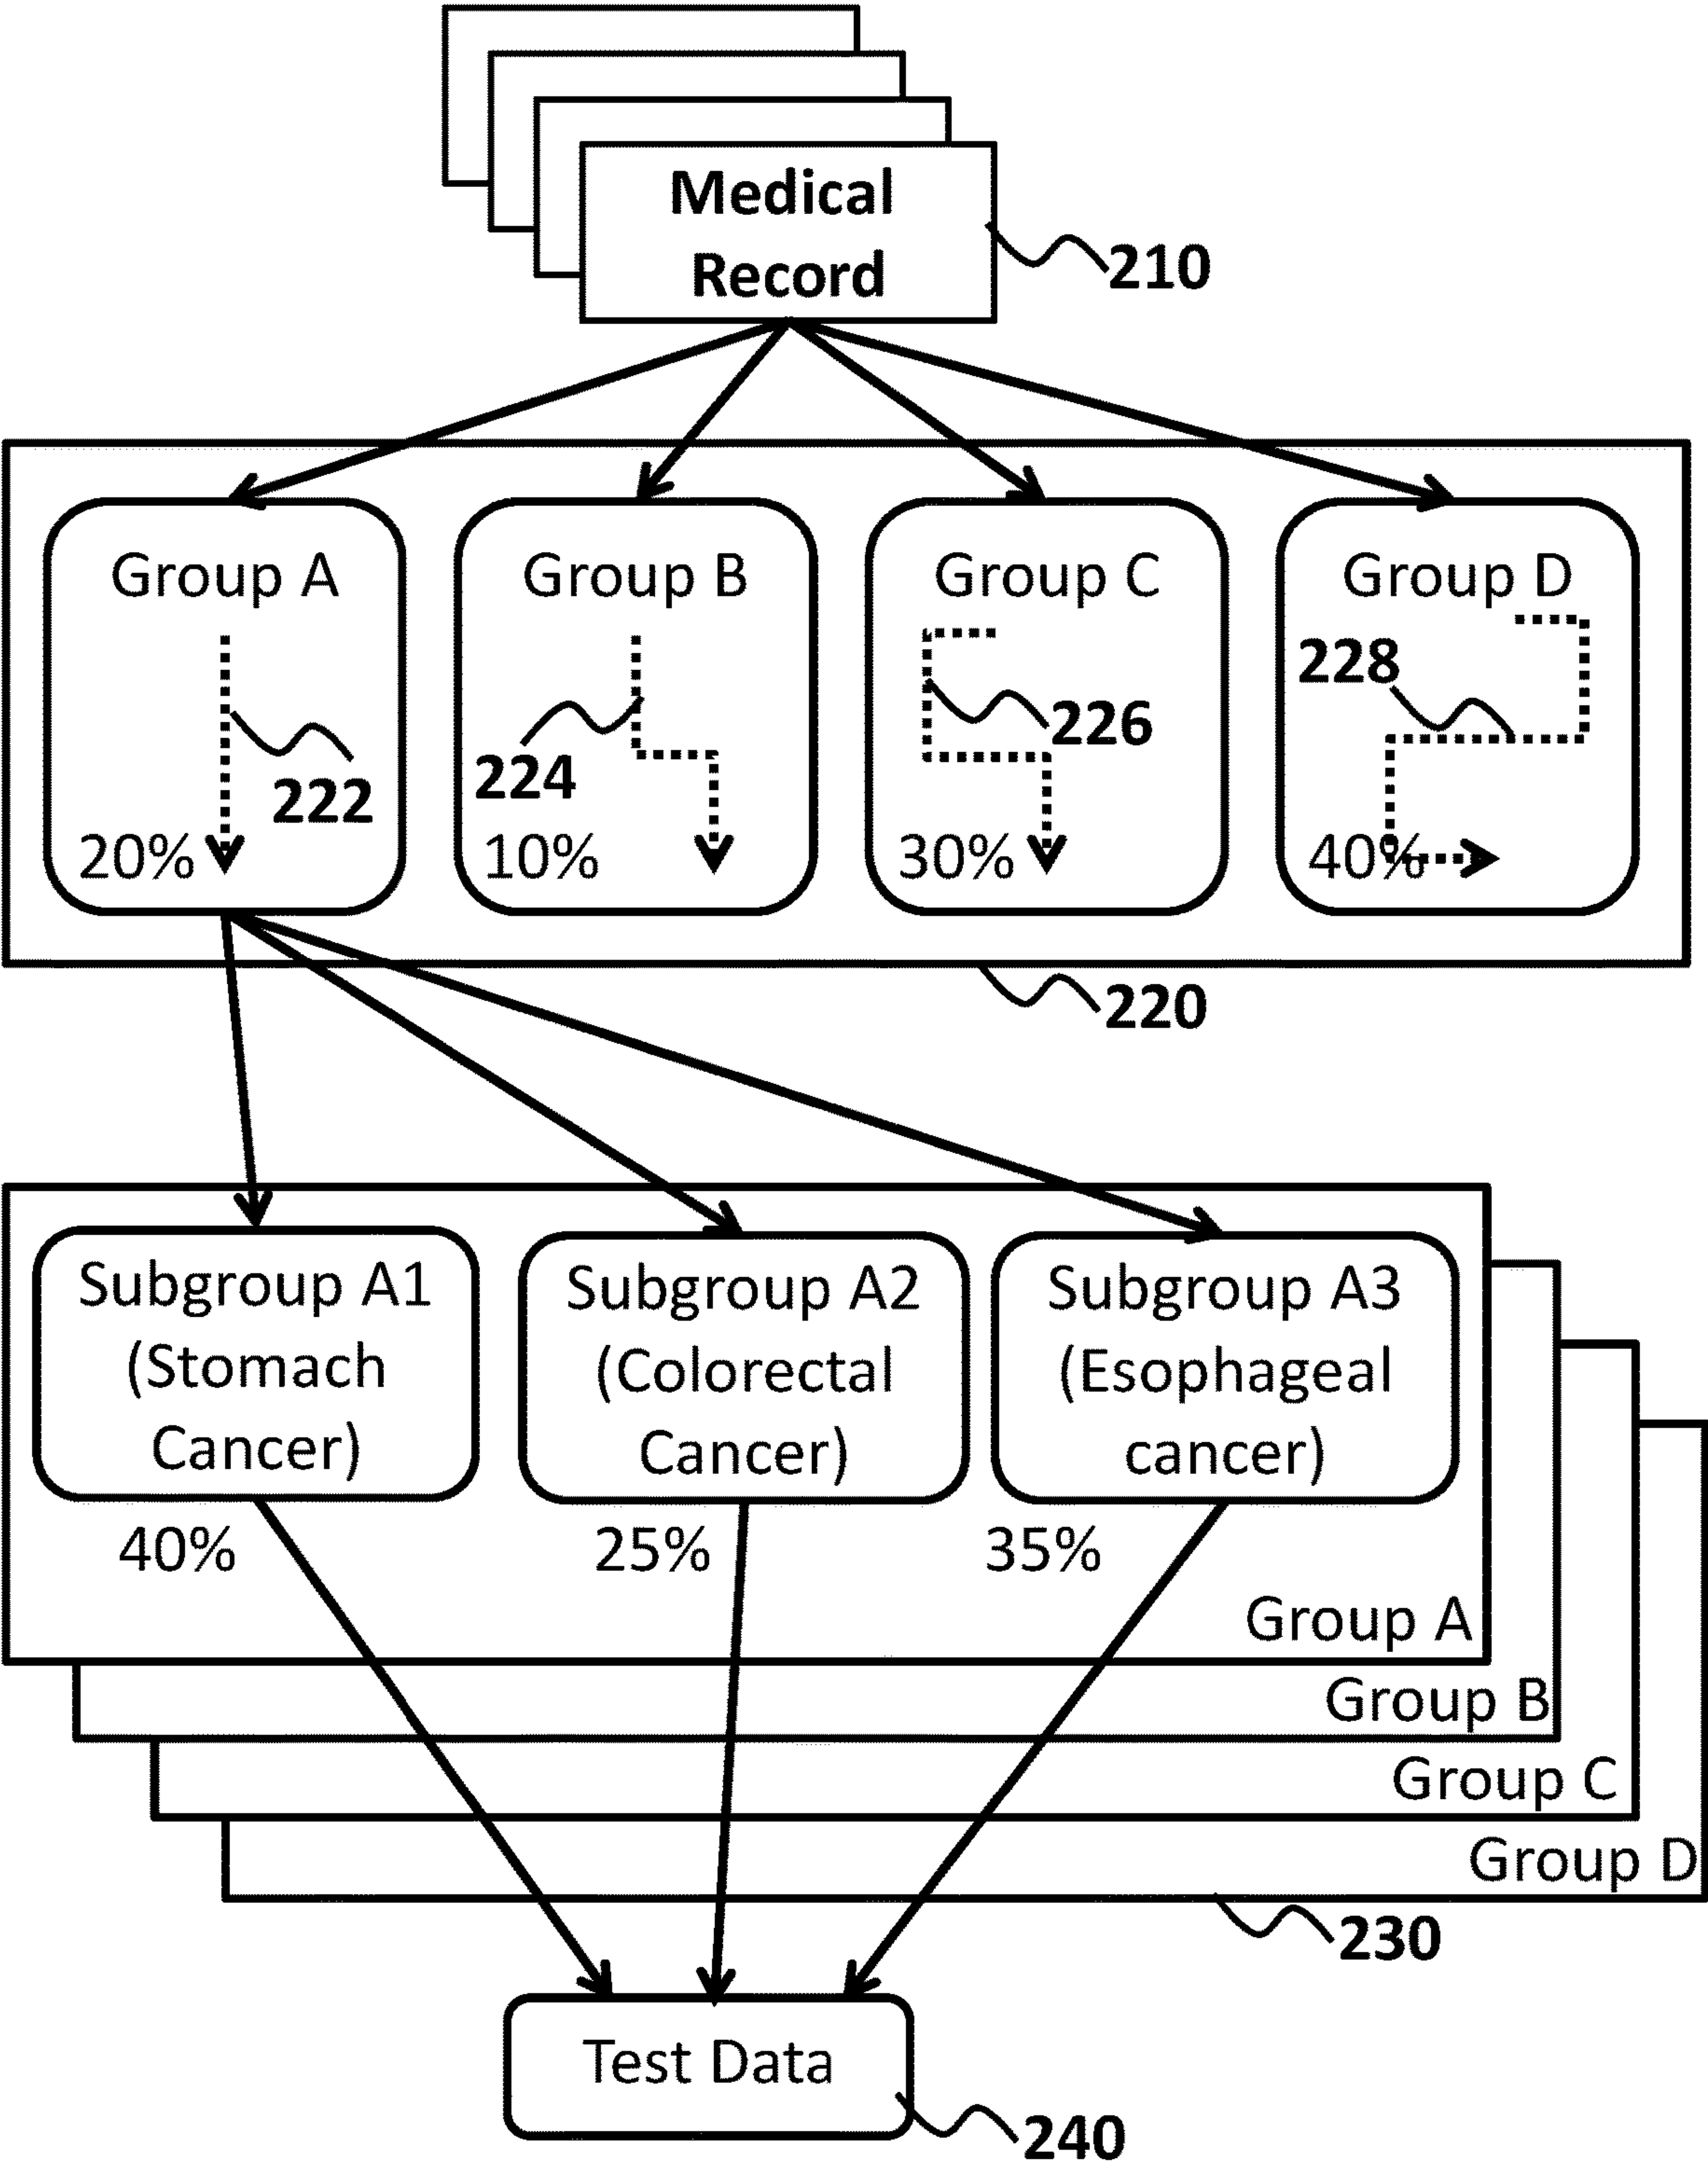 Medical
Record
210
Group A
Group B
Group C
Group D
228
226
224
222
20%
10%
30%
40%
220
Subgroup A1
(Stomach
Cancer)
Subgroup A2
(Colorectal
Cancer)
Subgroup A3
(Esophageal
cancer)
40%
25%
35%
Group A
Group B
Group C
Group D
230
Test Data
240